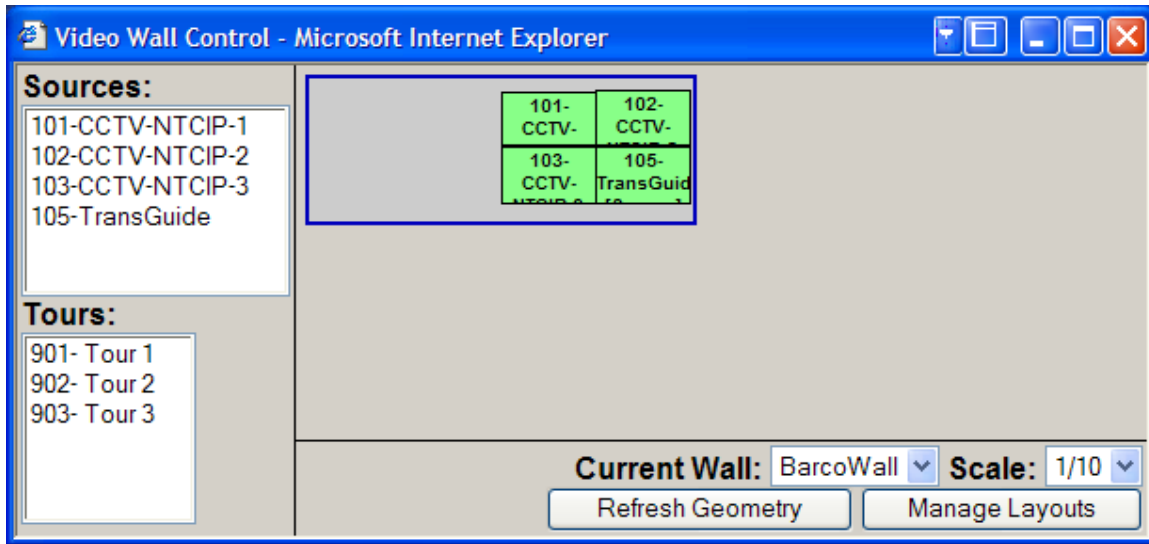 Video Wall Control - Microsoft Internet Explorer
Sources:
101-CCTV-NTCIP-1
102-CCTV-NTCIP-2
103-CCTV-NTCIP-3
105-TransGuide
Tours:
901- Tour 1
902- Tour 2
903- Tour 3
101-
CCTV-
102-
CCTV-
103-
CCTV-
105-
TransGuid
Current Wall: BarcoWall Scale: 1/10
Refresh Geometry Manage Layouts